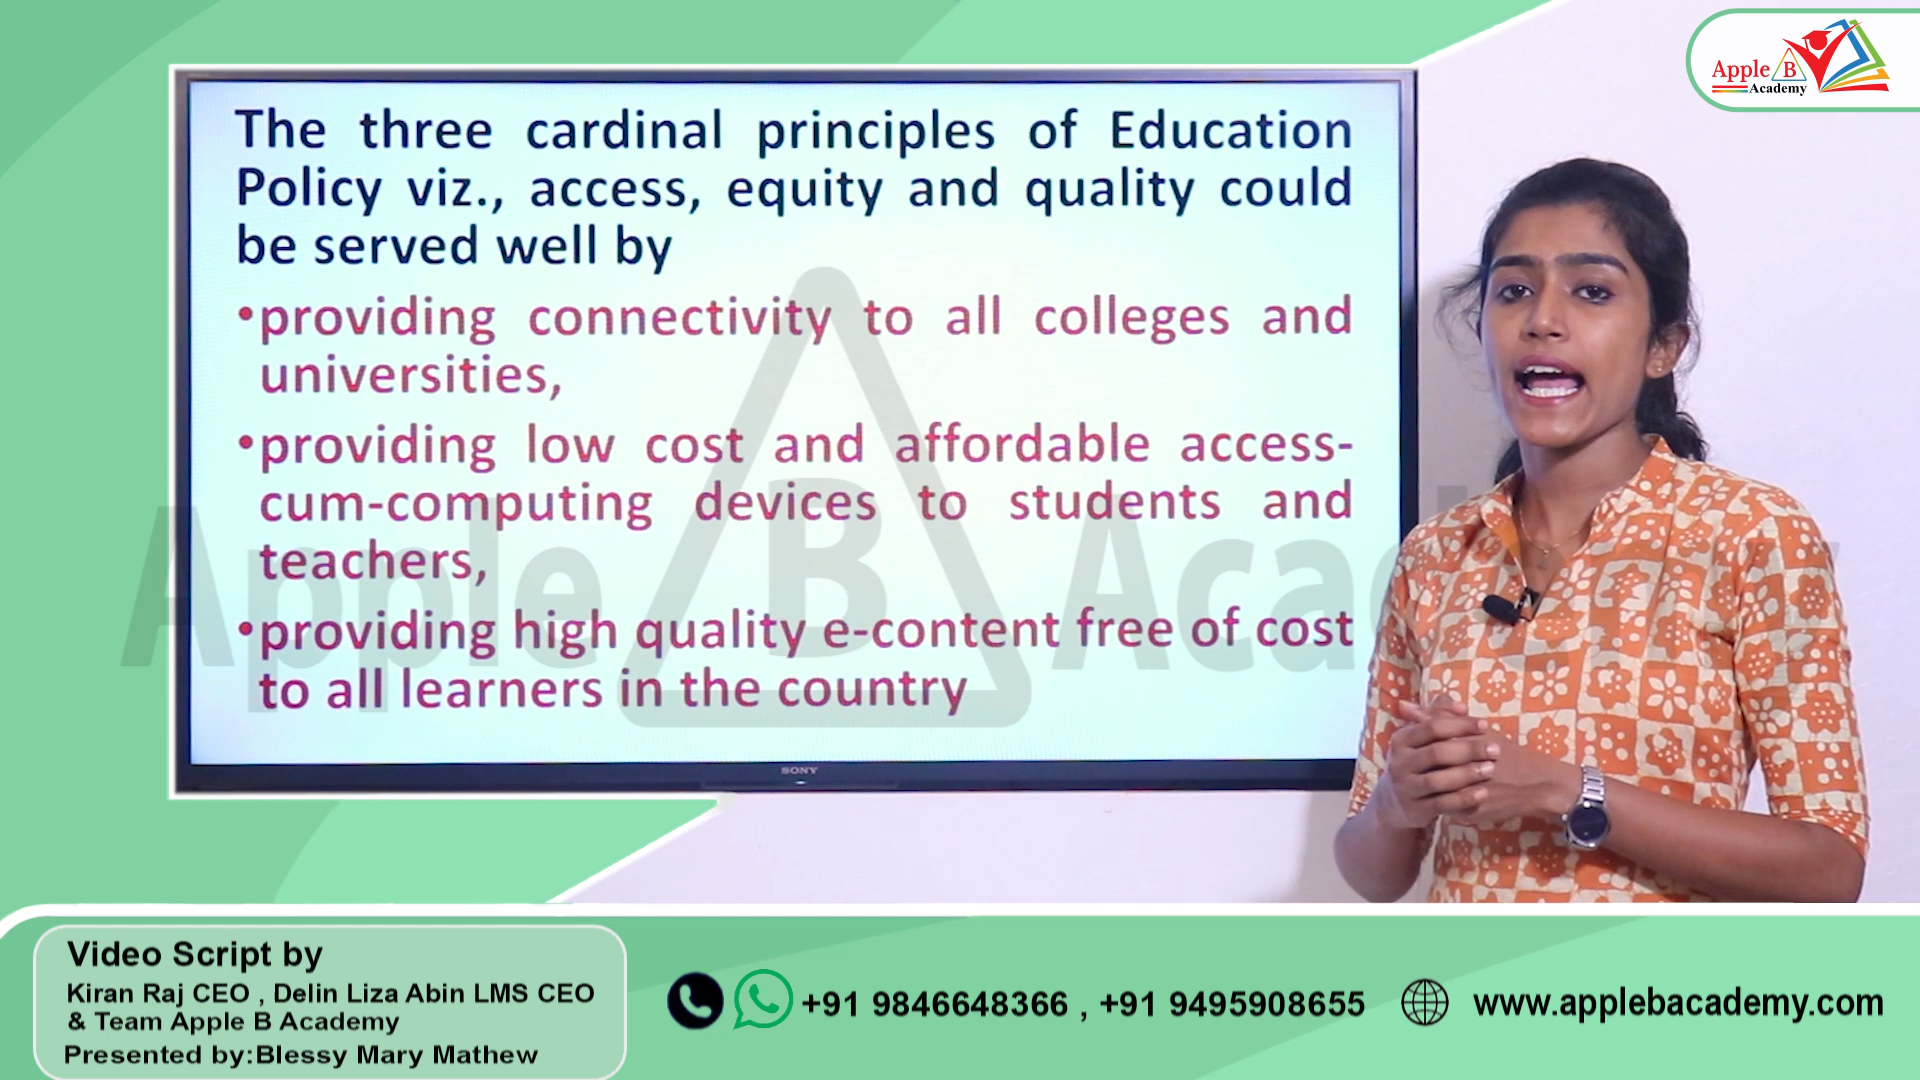 Apple B
Academy
The three cardinal principles of Education
Policy viz., access, equity and quality could
be served well by
•providing connectivity to all colleges and
universities,
•providing low cost and affordable access-
cum-computing devices to students and
teachers,
•providing high quality e-content free of cost
to all learners in the country
Apple B Academy
SONY
Video Script by
Kiran Raj CEO , Delin Liza Abin LMS CEO
& Team Apple B Academy
Presented by:Blessy Mary Mathew
+91 9846648366 , +91 9495908655
www.applebacademy.com